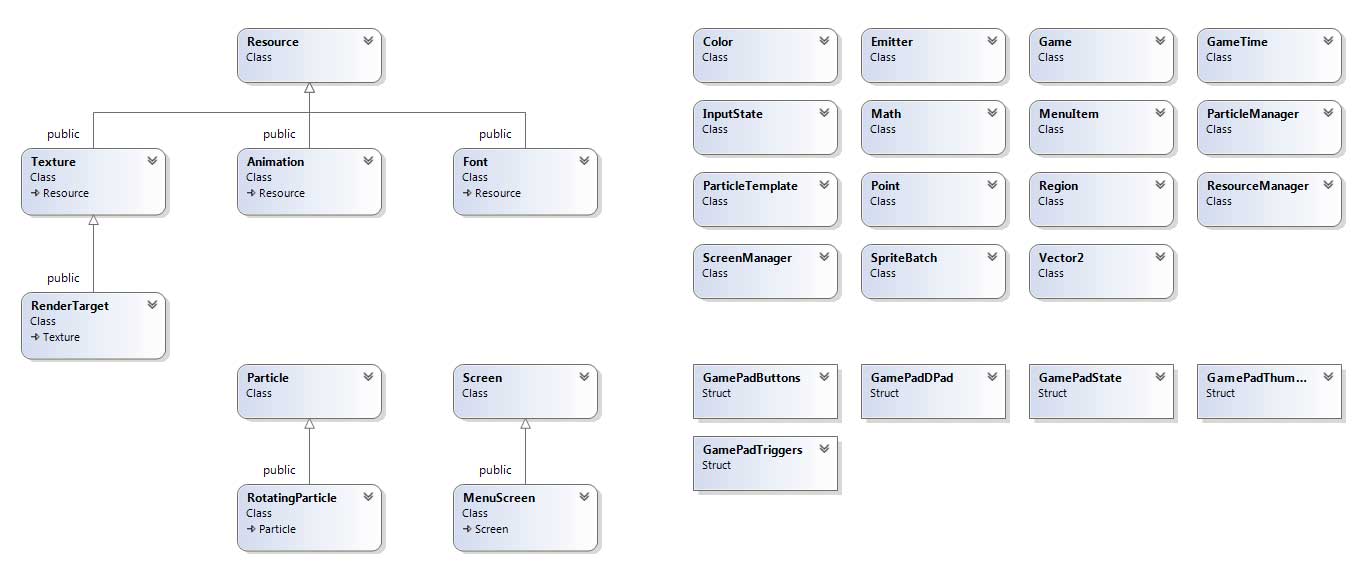 Resource
Class
public
public
public
Texture
Class
Resource
Animation
Class
Resource
Font
Class
Resource
public
RenderTarget
Class
Texture
Particle
Class
Screen
Class
public
public
RotatingParticle
Class
Particle
MenuScreen
Class
Screen
Color
Class
Emitter
Class
Game
Class
GameTime
Class
InputState
Class
Math
Class
MenuItem
Class
ParticleManager
Class
ParticleTemplate
Class
Point
Class
Region
Class
ResourceManager
Class
ScreenManager
Class
SpriteBatch
Class
Vector2
Class
GamePadButtons
Struct
GamePadDPad
Struct
GamePadState
Struct
GamePadThum...
Struct
GamePadTriggers
Struct